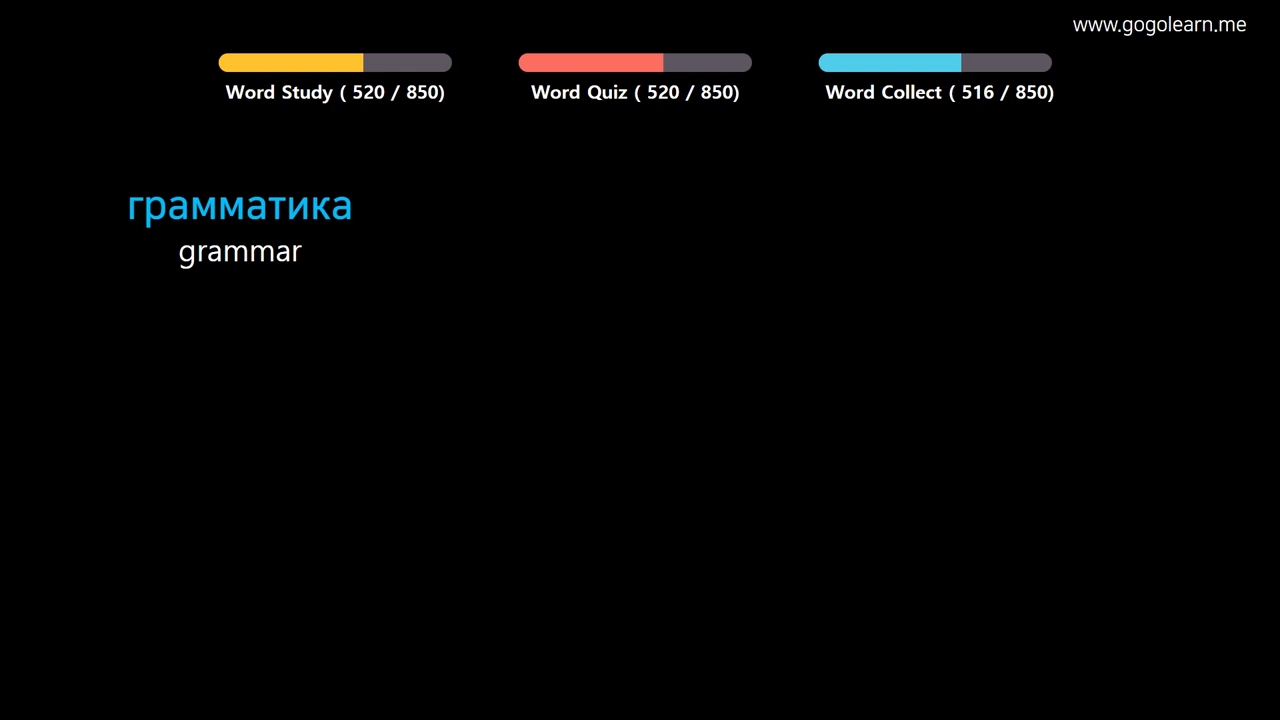 www.gogolearn.me
Word Study ( 520 / 850)
Word Quiz ( 520 / 850)
Word Collect ( 516 / 850)
грамматика
grammar